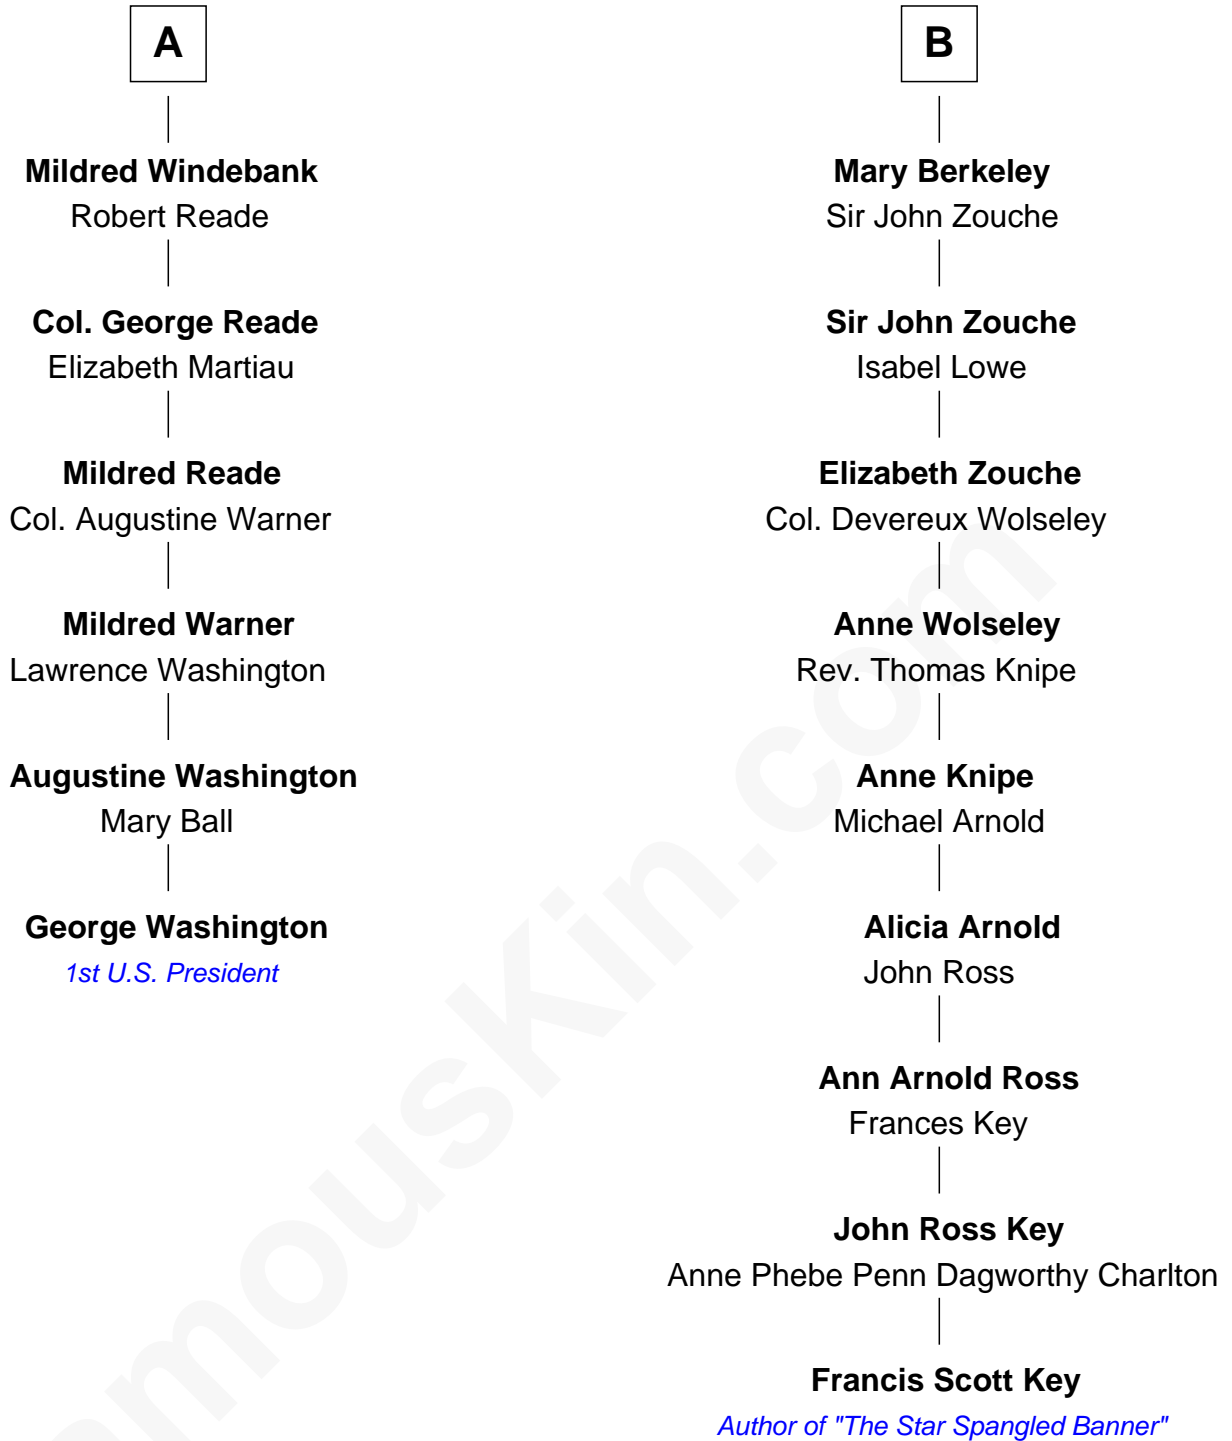 A
Mildred Windebank
Robert Reade
Col. George Reade
Elizabeth Martiau
Mildred Reade
Col. Augustine Warner
Mildred Warner
Lawrence Washington
Augustine Washington
Mary Ball
George Washington
1st U.S. President
B
Mary Berkeley
Sir John Zouche
Sir John Zouche
Isabel Lowe
Elizabeth Zouche
Col. Devereux Wolseley
Anne Wolseley
Rev. Thomas Knipe
Anne Knipe
Michael Arnold
Alicia Arnold
John Ross
Ann Arnold Ross
Frances Key
John Ross Key
Anne Phebe Penn Dagworthy Charlton
Francis Scott Key
Author of "The Star Spangled Banner"
amousKin.com